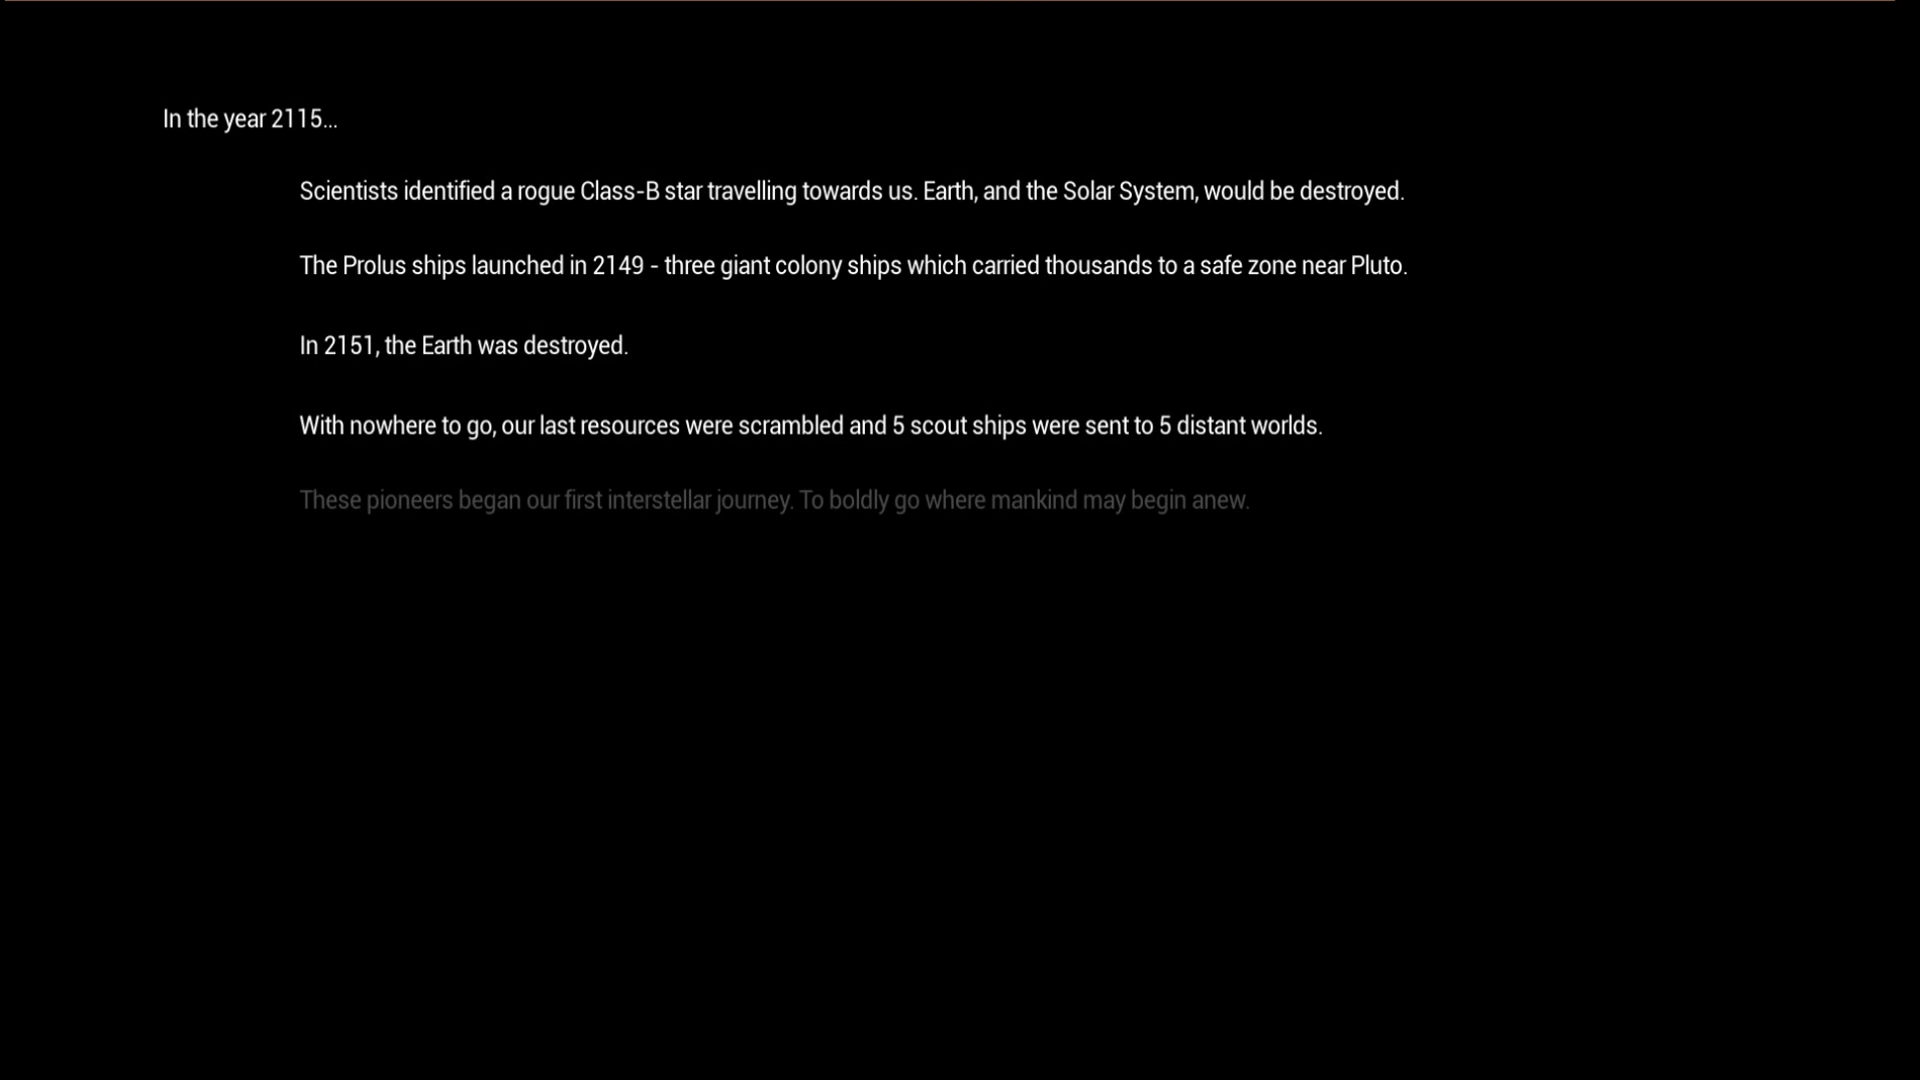 In the year 2115...
Scientists identified a rogue Class-B star travelling towards us. Earth, and the Solar System, would be destroyed.
The Prolus ships launched in 2149 - three giant colony ships which carried thousands to a safe zone near Pluto.
In 2151, the Earth was destroyed.
With nowhere to go, our last resources were scrambled and 5 scout ships were sent to 5 distant worlds.
These pioneers began our first interstellar journey. To boldly go where mankind may begin anew.